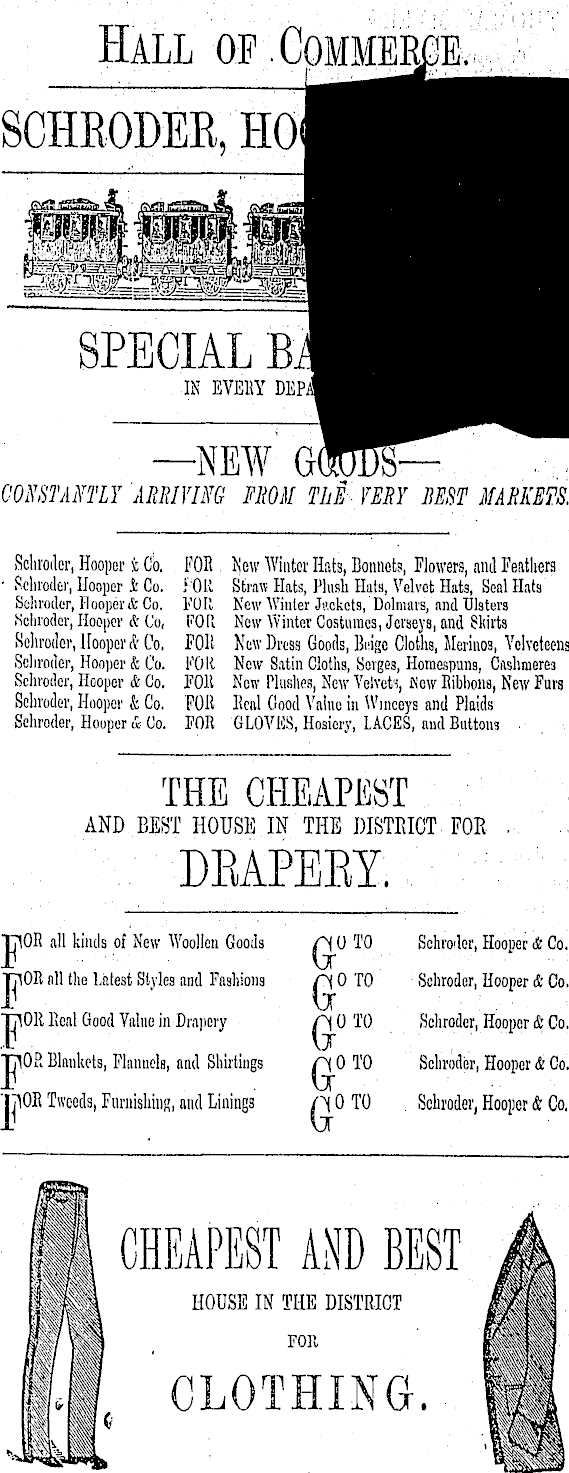 HALL OF COMMERCE.
SCHRODER, HOO
SPECIAL BA
IN EVERY DEPA
—NEW GOODS—
CONSTANTLY ARRIVING FROM THE VERY BEST MARKETS.
Schroder, Hooper & Co. FOR New Winter Hats, Bonnets, Flowers, and Feathers
Schroder, Hooper & Co. FOR Straw Hats, Plush Hats, Velvet Hats, Seal Hats
Schroder, Hooper & Co. FOR New Winter Jackets, Dolmars, and Ulsters
Schroder, Hooper & Co. FOR New Winter Costumes, Jerseys, and Skirts
Schroder, Hooper & Co. FOR New Dress Goods, Beige Cloths, Merinos, Velveteens
Schroder, Hooper & Co. FOR New Satin Cloths, Serges, Homespuns, Cashmeres
Schroder, Hooper & Co. FOR New Plushes, New Velvets, New Ribbons, New Furs
Schroder, Hooper & Co. FOR Real Good Value in Winceys and Plaids
Schroder, Hooper & Co. FOR GLOVES, Hosiery, LACES, and Buttons
THE CHEAPEST
AND BEST HOUSE IN THE DISTRICT FOR
DRAPERY.
FOR all kinds of New Woollen Goods GO TO Schroder, Hooper & Co.
FOR all the Latest Styles and Fashions GO TO Schroder, Hooper & Co.
FOR Real Good Value in Drapery GO TO Schroder, Hooper & Co.
FOR Blankets, Flannels, and Shirtings GO TO Schroder, Hooper & Co.
FOR Tweeds, Furnishing, and Linings GO TO Schroder, Hooper & Co.
CHEAPEST AND BEST
HOUSE IN THE DISTRICT
FOR
CLOTHING.